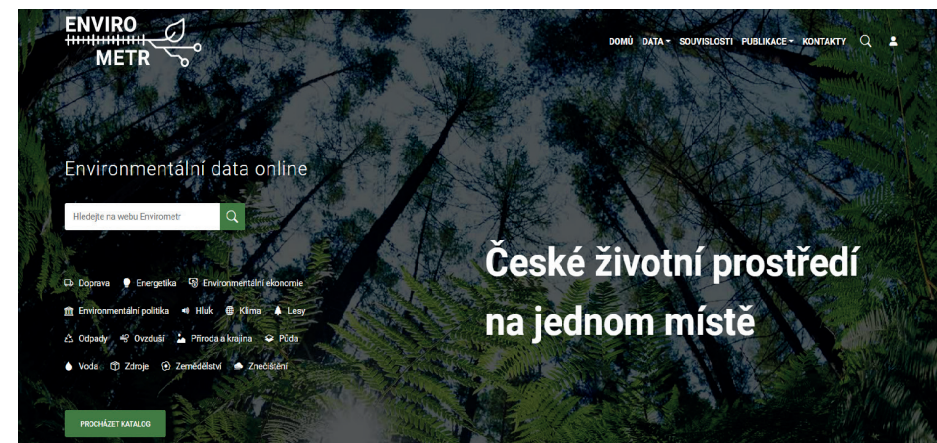 ENVIRO
METR
DOMŮ DATA SOUVISLOSTI PUBLIKACE KONTAKTY
Environmentální data online
Hledejte na webu Envirometr
České životní prostředí
na jednom místě
Doprava Energetika Environmentální ekonomie
Environmentální politika Hluk Klima Lesy
Odpady Ovzduší Příroda a krajina Půda
Voda Zdroje Zemědělství Znečištění
PROCHÁZET KATALOG